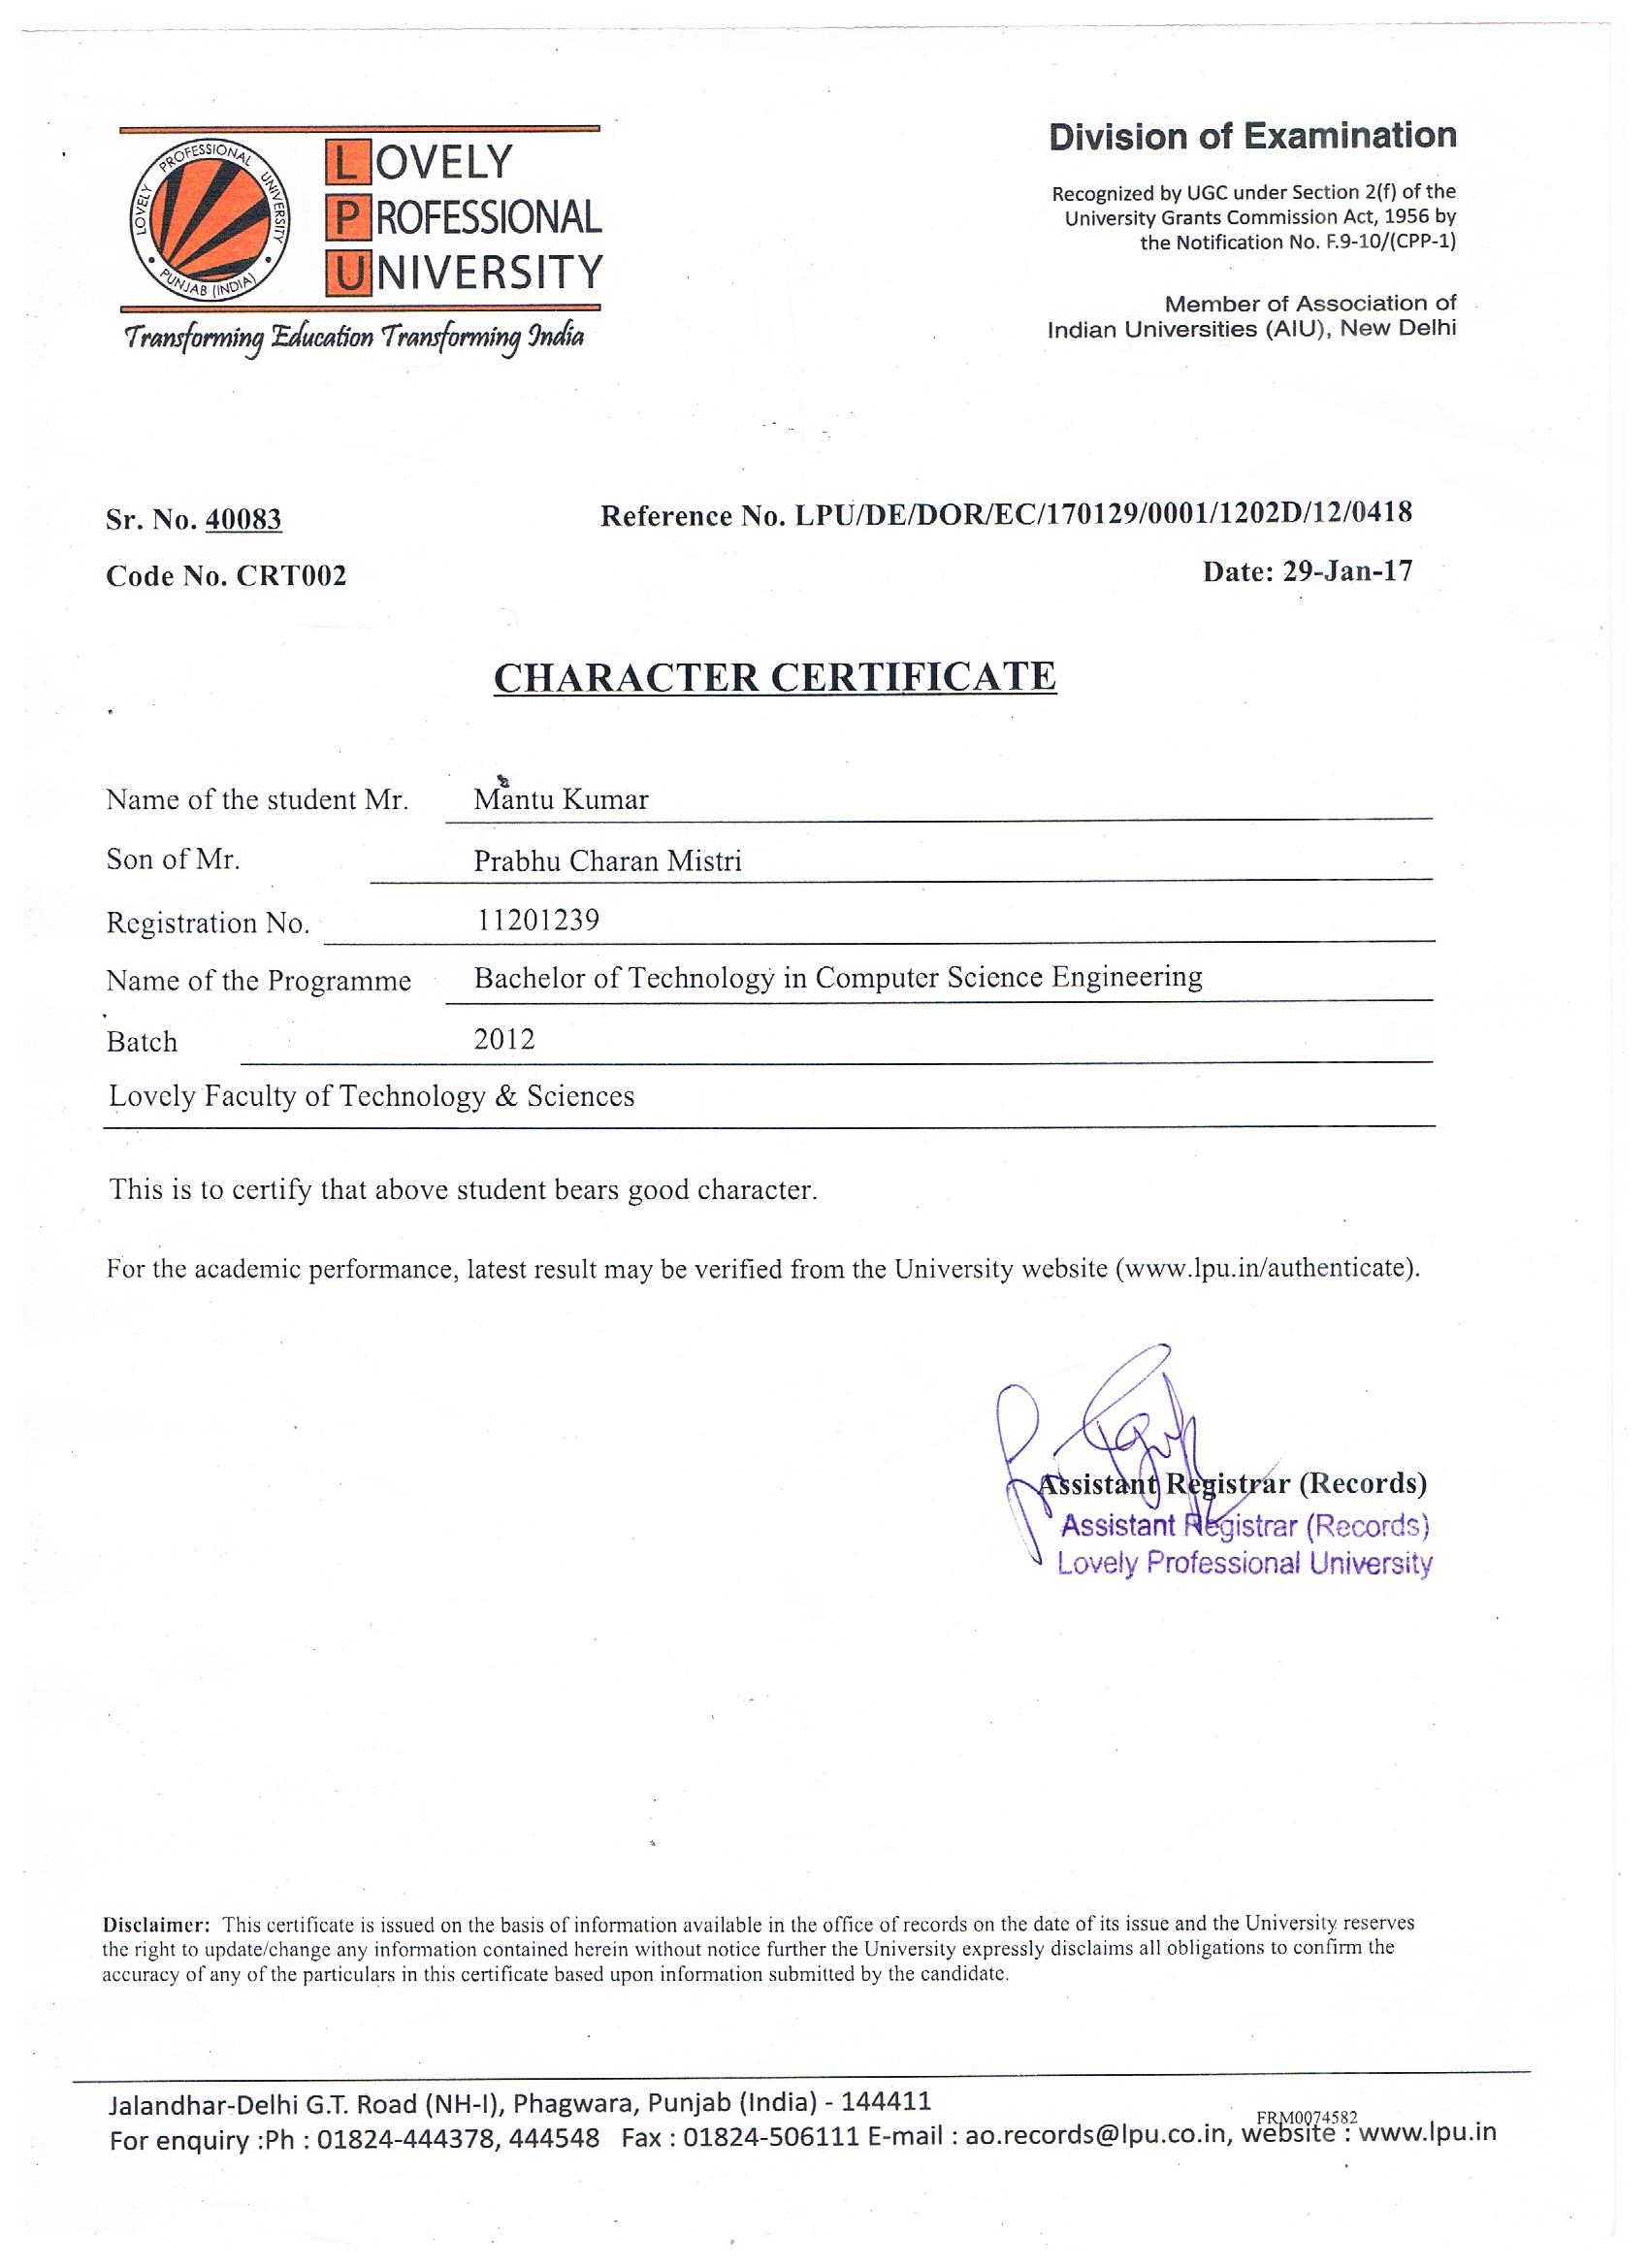 LOVELY PROFESSIONAL UNIVERSITY
PUNJAB (INDIA)
LOVELY
PROFESSIONAL
UNIVERSITY
Transforming Education Transforming India
Division of Examination
Recognized by UGC under Section 2(f) of the
University Grants Commission Act, 1956 by
the Notification No. F.9-10/(CPP-1)
Member of Association of
Indian Universities (AIU), New Delhi
Sr. No. 40083 Reference No. LPU/DE/DOR/EC/170129/0001/1202D/12/0418
Code No. CRT002 Date: 29-Jan-17
CHARACTER CERTIFICATE
Name of the student Mr. Mantu Kumar
Son of Mr. Prabhu Charan Mistri
Registration No. 11201239
Name of the Programme Bachelor of Technology in Computer Science Engineering
Batch 2012
Lovely Faculty of Technology & Sciences
This is to certify that above student bears good character.
For the academic performance, latest result may be verified from the University website (www.lpu.in/authenticate).
Assistant Registrar (Records)
Assistant Registrar (Records)
Lovely Professional University
Disclaimer: This certificate is issued on the basis of information available in the office of records on the date of its issue and the University reserves
the right to update/change any information contained herein without notice further the University expressly disclaims all obligations to confirm the
accuracy of any of the particulars in this certificate based upon information submitted by the candidate.
Jalandhar-Delhi G.T. Road (NH-I), Phagwara, Punjab (India) - 144411
FRM0074582
For enquiry :Ph : 01824-444378, 444548 Fax : 01824-506111 E-mail : ao.records@lpu.co.in, website : www.lpu.in